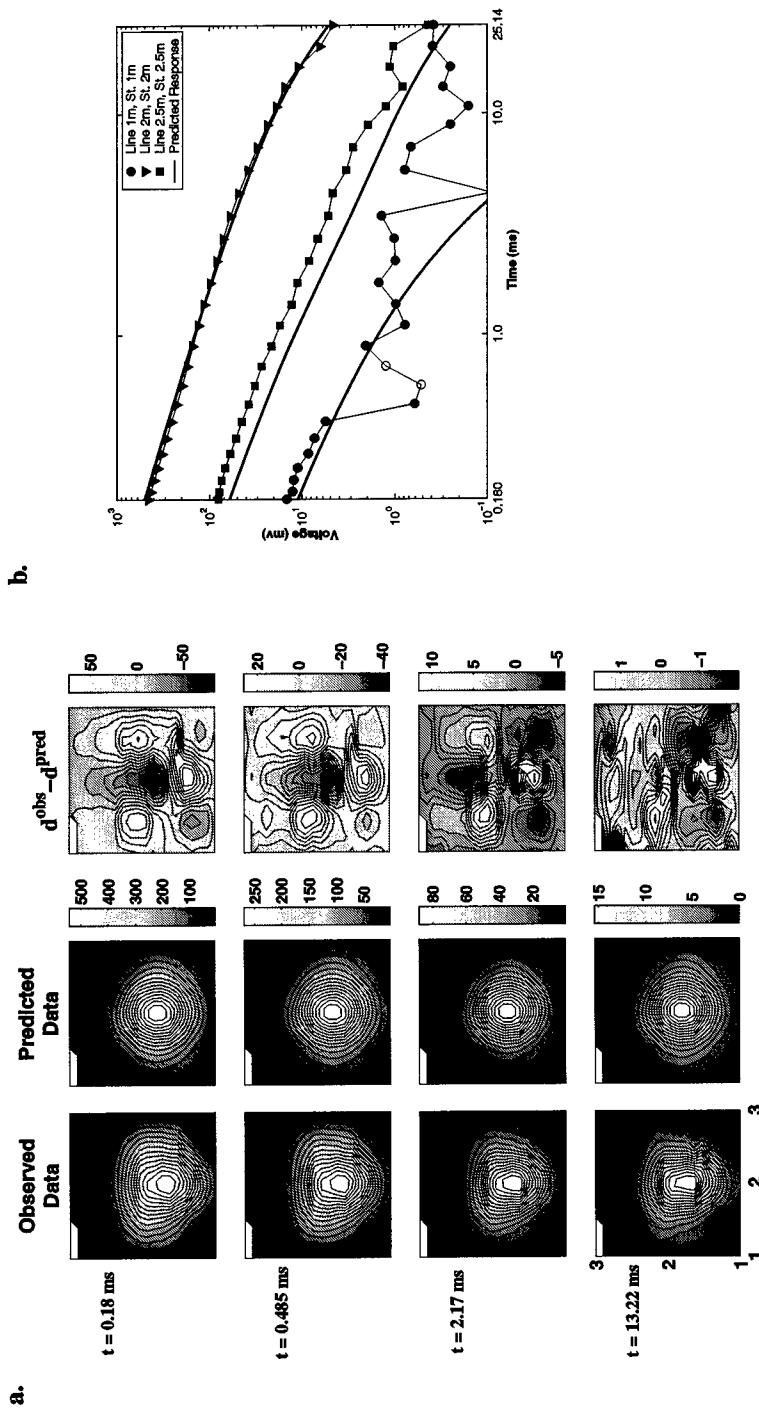 a.
Observed
Data
Predicted
Data
d^obs–d^pred
t = 0.18 ms
500
400
300
200
100
50
0
−50
t = 0.485 ms
250
200
150
100
50
20
0
−20
−40
t = 2.17 ms
80
60
40
20
10
5
0
−5
t = 13.22 ms
3
2
1
1
2
3
15
10
5
0
1
0
−1
b.
Line 1m, St. 1m
Line 2m, St. 2m
Line 2.5m, St. 2.5m
Predicted Response
Voltage (mv)
10^3
10^2
10^1
10^0
10^-1
0.180
1.0
10.0
25.14
Time (ms)